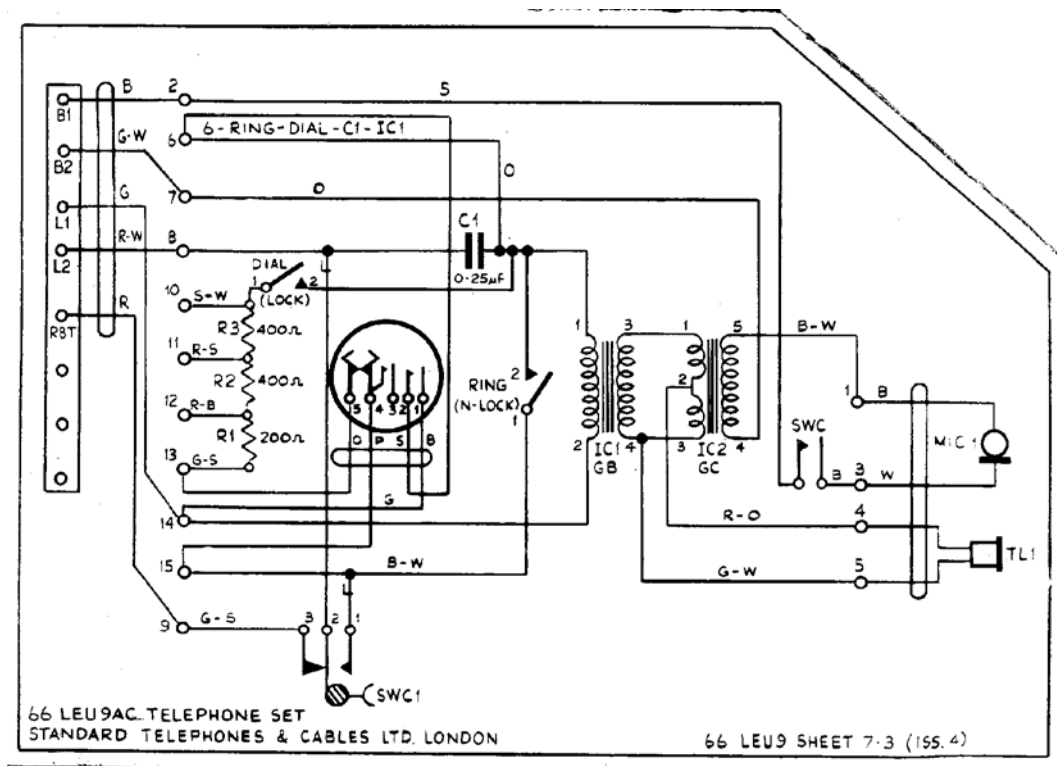 B 2 S
B1
6-RING-DIAL-C1-IC1
G-W 6
B2
O
G 7 O
L1
C1
R-W 8
L2
DIAL 0·25µF
1 2
10 S-W (LOCK)
R
RBT R3 400Ω
1 3 1 5 B-W
11 R-S
R2 400Ω 2 RING 2 1 B
(N-LOCK)
12 R-B 5 4 3 2 1 1
R1 200Ω O P S B SWC MIC 1
2 IC1 4 3 IC2 4
GB GC
13 G-S B 3 W
G
14 R-O 4
15 B-W TL1
G-W 5
9 G-S 3 2 1
SWC1
66 LEU9AC TELEPHONE SET
STANDARD TELEPHONES & CABLES LTD. LONDON
66 LEU9 SHEET 7·3 (ISS. 4)